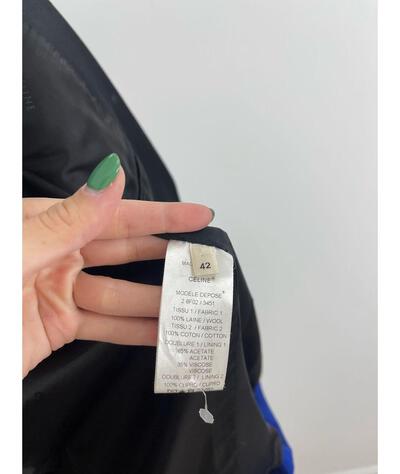 42
CELINE®
MODELE DEPOSE*
2 6F02 / 3451
TISSU 1 / FABRIC 1
100% LAINE / WOOL
TISSU 2 / FABRIC 2
100% COTON / COTTON
DOUBLURE 1 / LINING 1
65% ACETATE
ACETATE
35% VISCOSE
VISCOSE
DOUBLURE 2 / LINING 2
100% CUPRO / CUPRO